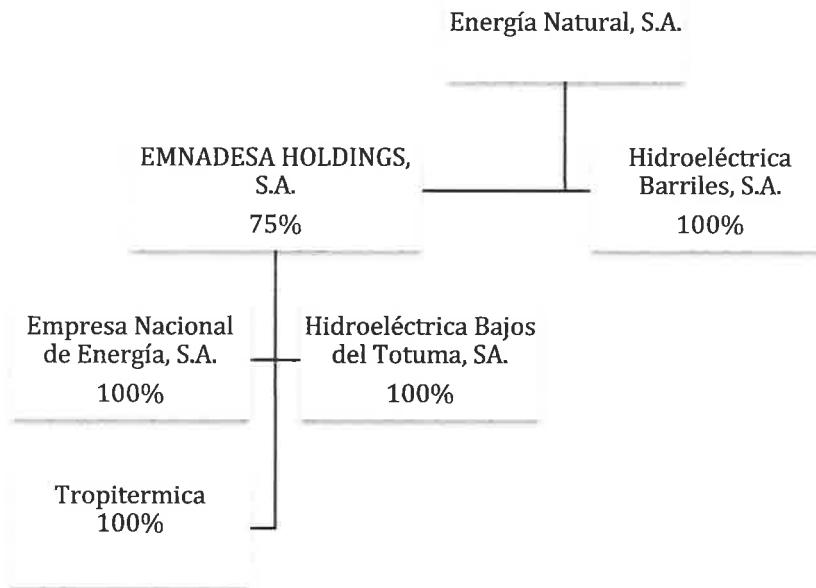 Energía Natural, S.A.
EMNADESA HOLDINGS,
S.A.
75%
Hidroeléctrica
Barriles, S.A.
100%
Empresa Nacional
de Energía, S.A.
100%
Hidroeléctrica Bajos
del Totuma, SA.
100%
Tropitermica
100%